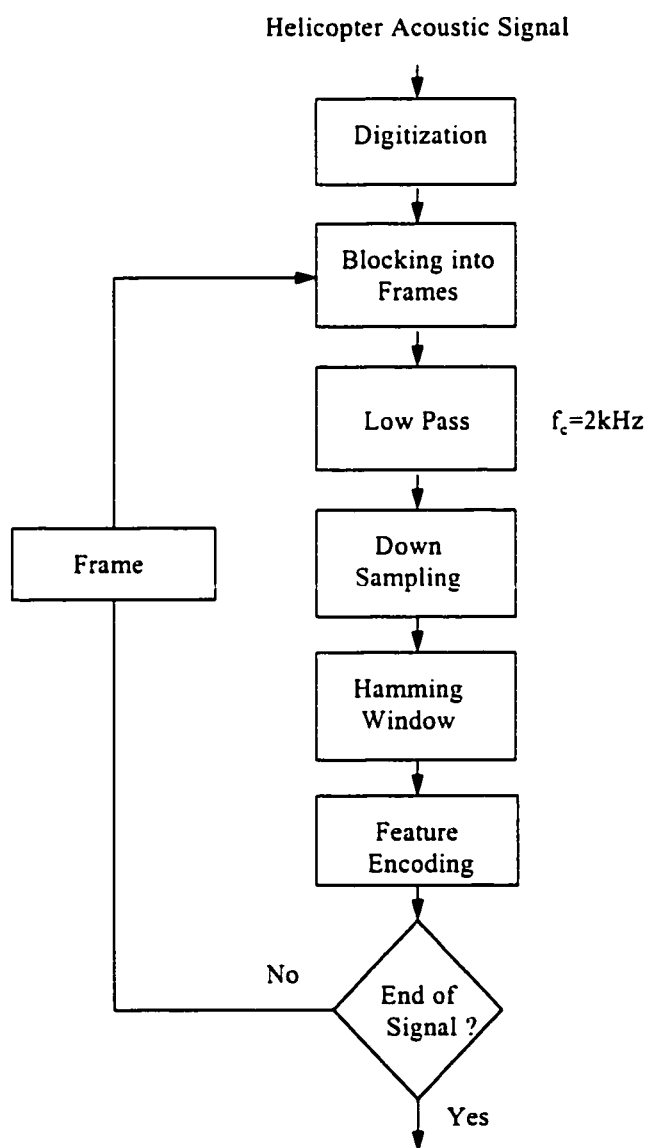 Helicopter Acoustic Signal
Digitization
Blocking into
Frames
Low Pass
f_c=2kHz
Down
Sampling
Frame
Hamming
Window
Feature
Encoding
No
End of
Signal ?
Yes